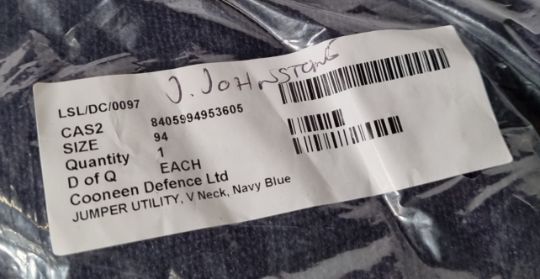 J. JOHNSTONE
LSL/DC/0097
CAS2 8405994953605
SIZE 94
Quantity 1
D of Q EACH
Cooneen Defence Ltd
JUMPER UTILITY, V Neck, Navy Blue